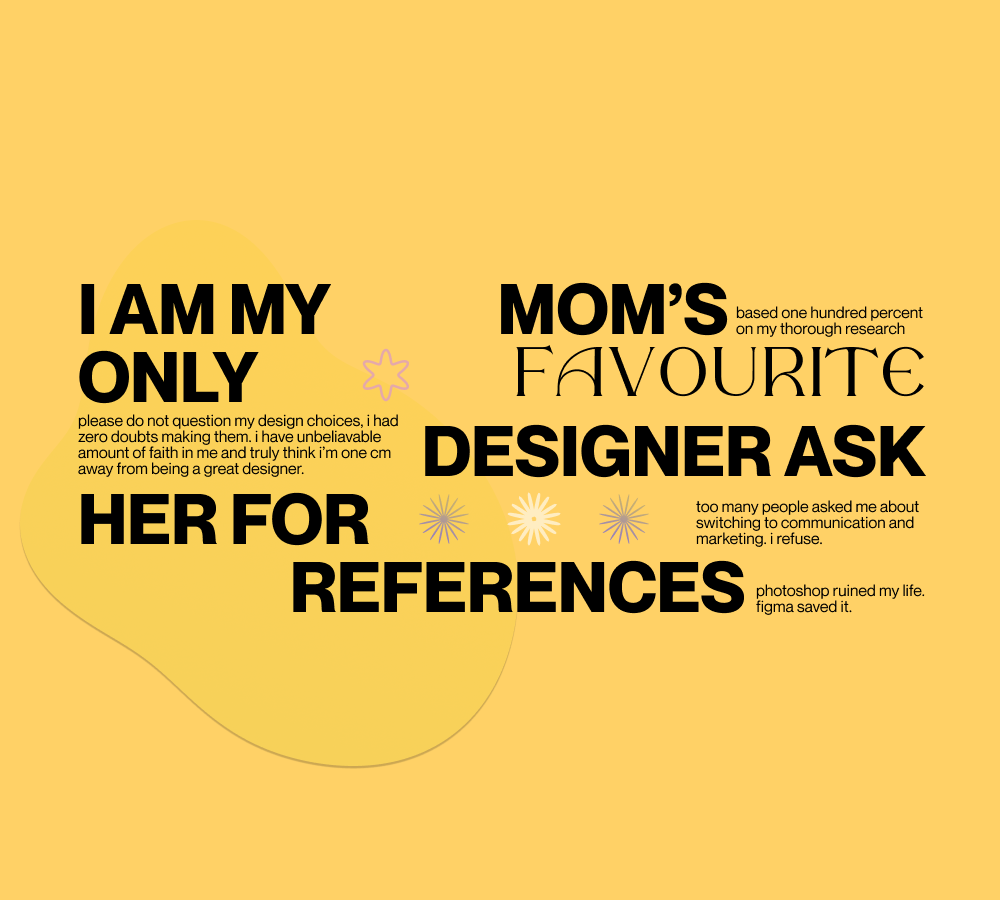 I AM MY
MOM'S
based one hundred percent
on my thorough research
ONLY
FAVOURITE
please do not question my design choices, i had
zero doubts making them. i have unbeliavable
amount of faith in me and truly think i'm one cm
away from being a great designer.
DESIGNER ASK
HER FOR
too many people asked me about
switching to communication and
marketing. i refuse.
REFERENCES
photoshop ruined my life.
figma saved it.